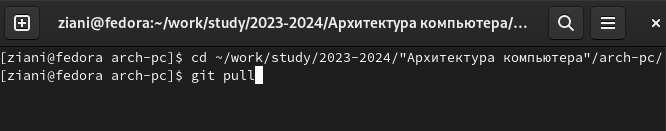 ziani@fedora:~/work/study/2023-2024/Архитектура компьютера/...
[ziani@fedora arch-pc]$ cd ~/work/study/2023-2024/"Архитектура компьютера"/arch-pc/
[ziani@fedora arch-pc]$ git pull